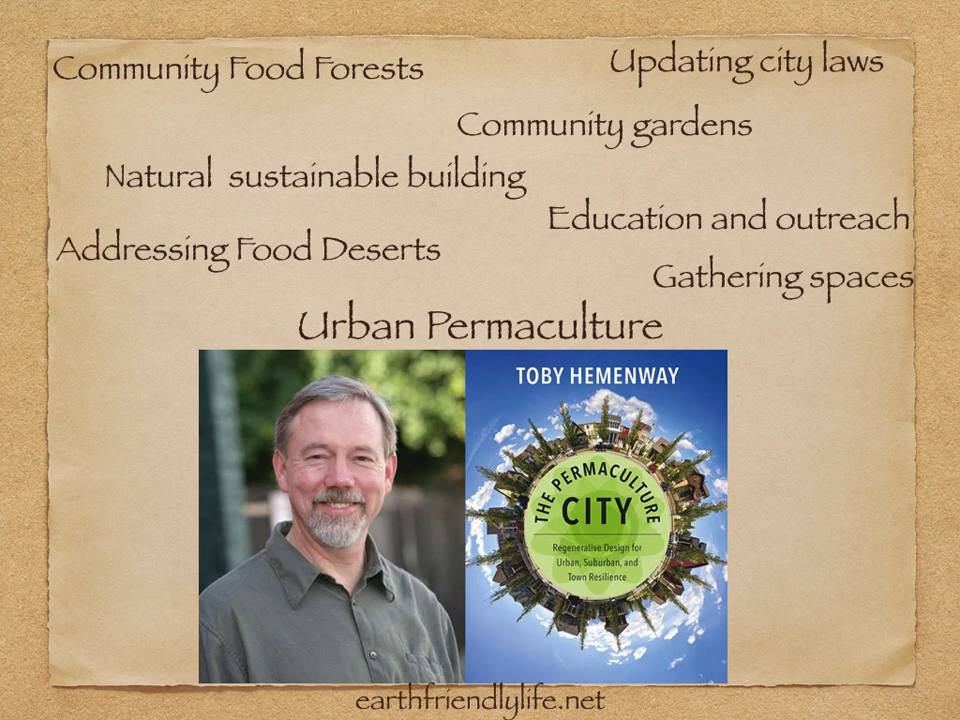 Community Food Forests
Updating city laws
Community gardens
Natural sustainable building
Education and outreach
Addressing Food Deserts
Gathering spaces
Urban Permaculture
TOBY HEMENWAY
THE PERMACULTURE
CITY
Regenerative Design for
Urban, Suburban, and
Town Resilience
earthfriendlylife.net